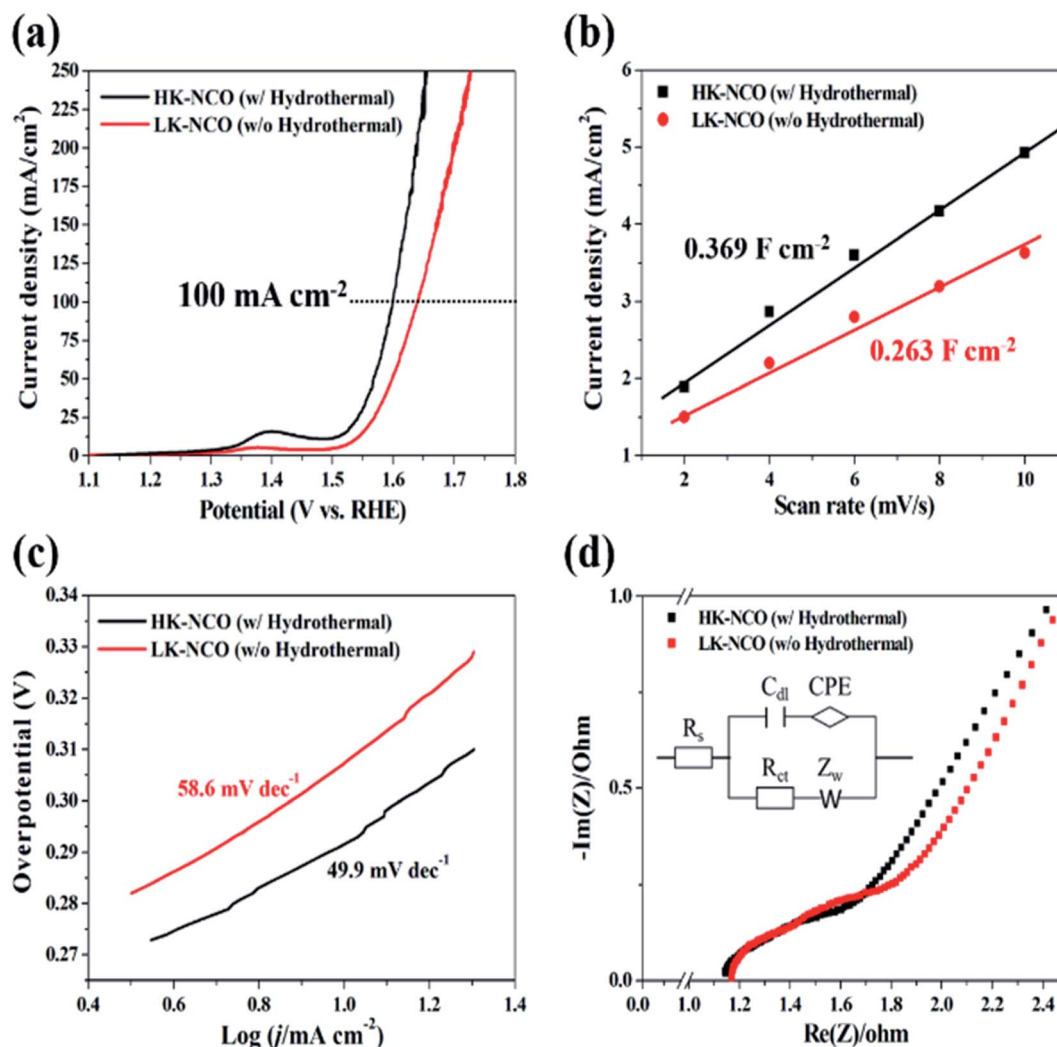 (a)
250
225
200
175
150
125
100
75
50
25
0
Current density (mA/cm²)
HK-NCO (w/ Hydrothermal)
LK-NCO (w/o Hydrothermal)
100 mA cm⁻²
1.1 1.2 1.3 1.4 1.5 1.6 1.7 1.8
Potential (V vs. RHE)
(b)
6
5
4
3
2
1
Current density (mA/cm²)
HK-NCO (w/ Hydrothermal)
LK-NCO (w/o Hydrothermal)
0.369 F cm⁻²
0.263 F cm⁻²
2 4 6 8 10
Scan rate (mV/s)
(c)
0.34
0.33
0.32
0.31
0.30
0.29
0.28
0.27
Overpotential (V)
HK-NCO (w/ Hydrothermal)
LK-NCO (w/o Hydrothermal)
58.6 mV dec⁻¹
49.9 mV dec⁻¹
0.4 0.6 0.8 1.0 1.2 1.4
Log (j/mA cm⁻²)
(d)
1.0
0.5
0.0
-Im(Z)/Ohm
HK-NCO (w/ Hydrothermal)
LK-NCO (w/o Hydrothermal)
C_dl CPE
R_s
R_ct Z_w
W
0.0 1.0 1.2 1.4 1.6 1.8 2.0 2.2 2.4
Re(Z)/ohm